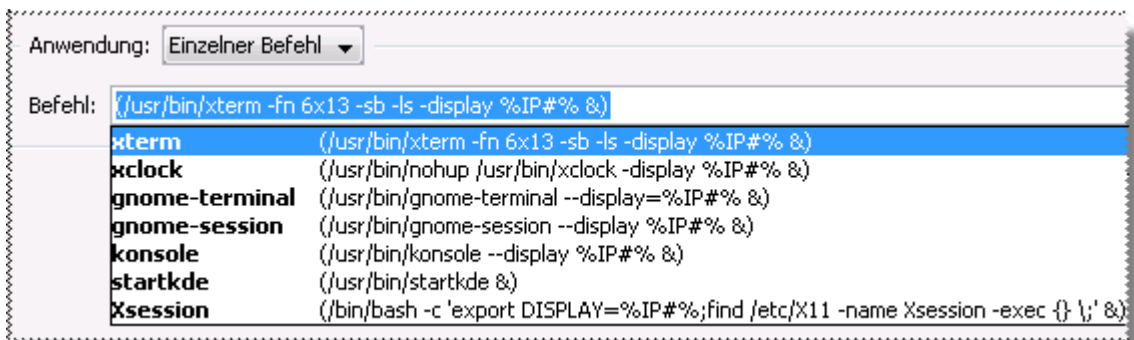 Anwendung: Einzelner Befehl
Befehl: (/usr/bin/xterm -fn 6x13 -sb -ls -display %IP#% &)
xterm (/usr/bin/xterm -fn 6x13 -sb -ls -display %IP#% &)
xclock (/usr/bin/nohup /usr/bin/xclock -display %IP#% &)
gnome-terminal (/usr/bin/gnome-terminal --display=%IP#% &)
gnome-session (/usr/bin/gnome-session --display %IP#% &)
konsole (/usr/bin/konsole --display %IP#% &)
startkde (/usr/bin/startkde &)
Xsession (/bin/bash -c 'export DISPLAY=%IP#%;find /etc/X11 -name Xsession -exec {} \;' &)